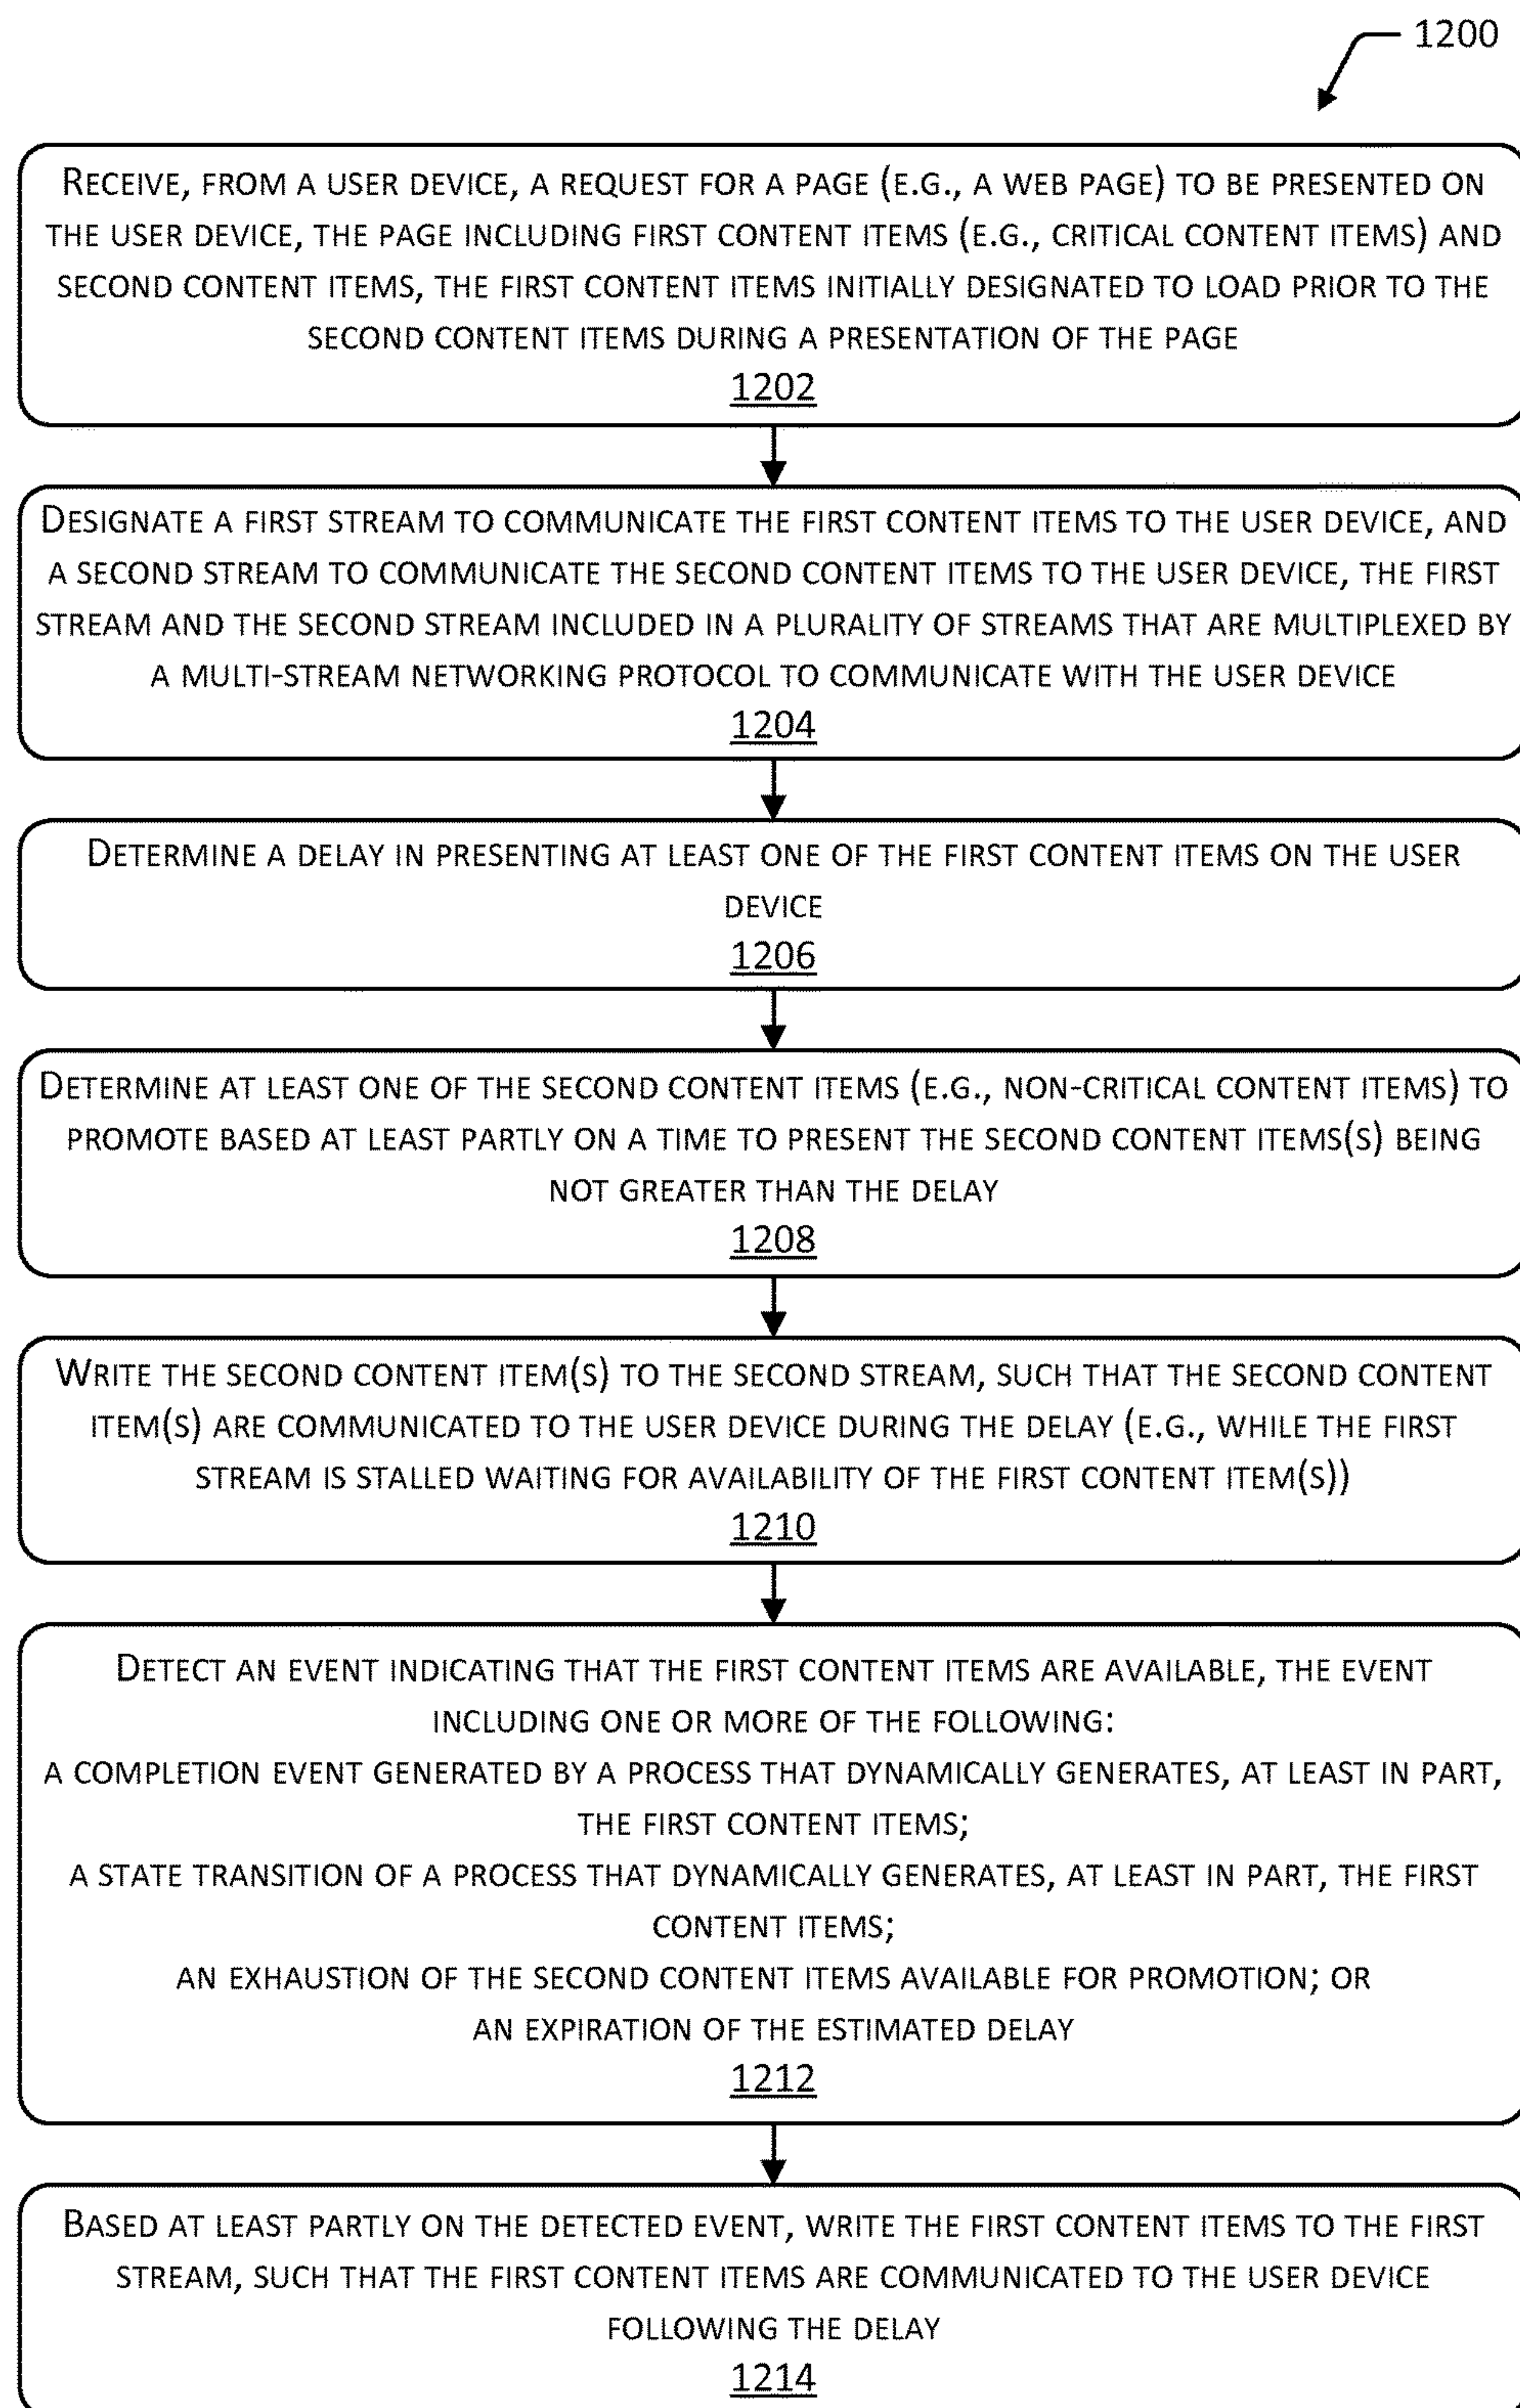 1200
RECEIVE, FROM A USER DEVICE, A REQUEST FOR A PAGE (E.G., A WEB PAGE) TO BE PRESENTED ON
THE USER DEVICE, THE PAGE INCLUDING FIRST CONTENT ITEMS (E.G., CRITICAL CONTENT ITEMS) AND
SECOND CONTENT ITEMS, THE FIRST CONTENT ITEMS INITIALLY DESIGNATED TO LOAD PRIOR TO THE
SECOND CONTENT ITEMS DURING A PRESENTATION OF THE PAGE
1202
DESIGNATE A FIRST STREAM TO COMMUNICATE THE FIRST CONTENT ITEMS TO THE USER DEVICE, AND
A SECOND STREAM TO COMMUNICATE THE SECOND CONTENT ITEMS TO THE USER DEVICE, THE FIRST
STREAM AND THE SECOND STREAM INCLUDED IN A PLURALITY OF STREAMS THAT ARE MULTIPLEXED BY
A MULTI-STREAM NETWORKING PROTOCOL TO COMMUNICATE WITH THE USER DEVICE
1204
DETERMINE A DELAY IN PRESENTING AT LEAST ONE OF THE FIRST CONTENT ITEMS ON THE USER
DEVICE
1206
DETERMINE AT LEAST ONE OF THE SECOND CONTENT ITEMS (E.G., NON-CRITICAL CONTENT ITEMS) TO
PROMOTE BASED AT LEAST PARTLY ON A TIME TO PRESENT THE SECOND CONTENT ITEMS(S) BEING
NOT GREATER THAN THE DELAY
1208
WRITE THE SECOND CONTENT ITEM(S) TO THE SECOND STREAM, SUCH THAT THE SECOND CONTENT
ITEM(S) ARE COMMUNICATED TO THE USER DEVICE DURING THE DELAY (E.G., WHILE THE FIRST
STREAM IS STALLED WAITING FOR AVAILABILITY OF THE FIRST CONTENT ITEM(S))
1210
DETECT AN EVENT INDICATING THAT THE FIRST CONTENT ITEMS ARE AVAILABLE, THE EVENT
INCLUDING ONE OR MORE OF THE FOLLOWING:
A COMPLETION EVENT GENERATED BY A PROCESS THAT DYNAMICALLY GENERATES, AT LEAST IN PART,
THE FIRST CONTENT ITEMS;
A STATE TRANSITION OF A PROCESS THAT DYNAMICALLY GENERATES, AT LEAST IN PART, THE FIRST
CONTENT ITEMS;
AN EXHAUSTION OF THE SECOND CONTENT ITEMS AVAILABLE FOR PROMOTION; OR
AN EXPIRATION OF THE ESTIMATED DELAY
1212
BASED AT LEAST PARTLY ON THE DETECTED EVENT, WRITE THE FIRST CONTENT ITEMS TO THE FIRST
STREAM, SUCH THAT THE FIRST CONTENT ITEMS ARE COMMUNICATED TO THE USER DEVICE
FOLLOWING THE DELAY
1214